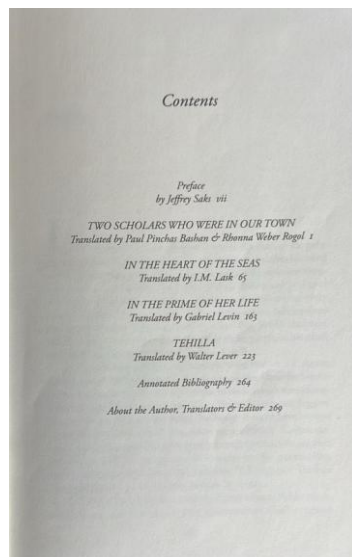 Contents
Preface
by Jeffrey Saks vii
TWO SCHOLARS WHO WERE IN OUR TOWN
Translated by Paul Pinchas Bashan & Rhonna Weber Rogol 1
IN THE HEART OF THE SEAS
Translated by I.M. Lask 65
IN THE PRIME OF HER LIFE
Translated by Gabriel Levin 163
TEHILLA
Translated by Walter Lever 223
Annotated Bibliography 264
About the Author, Translators & Editor 269